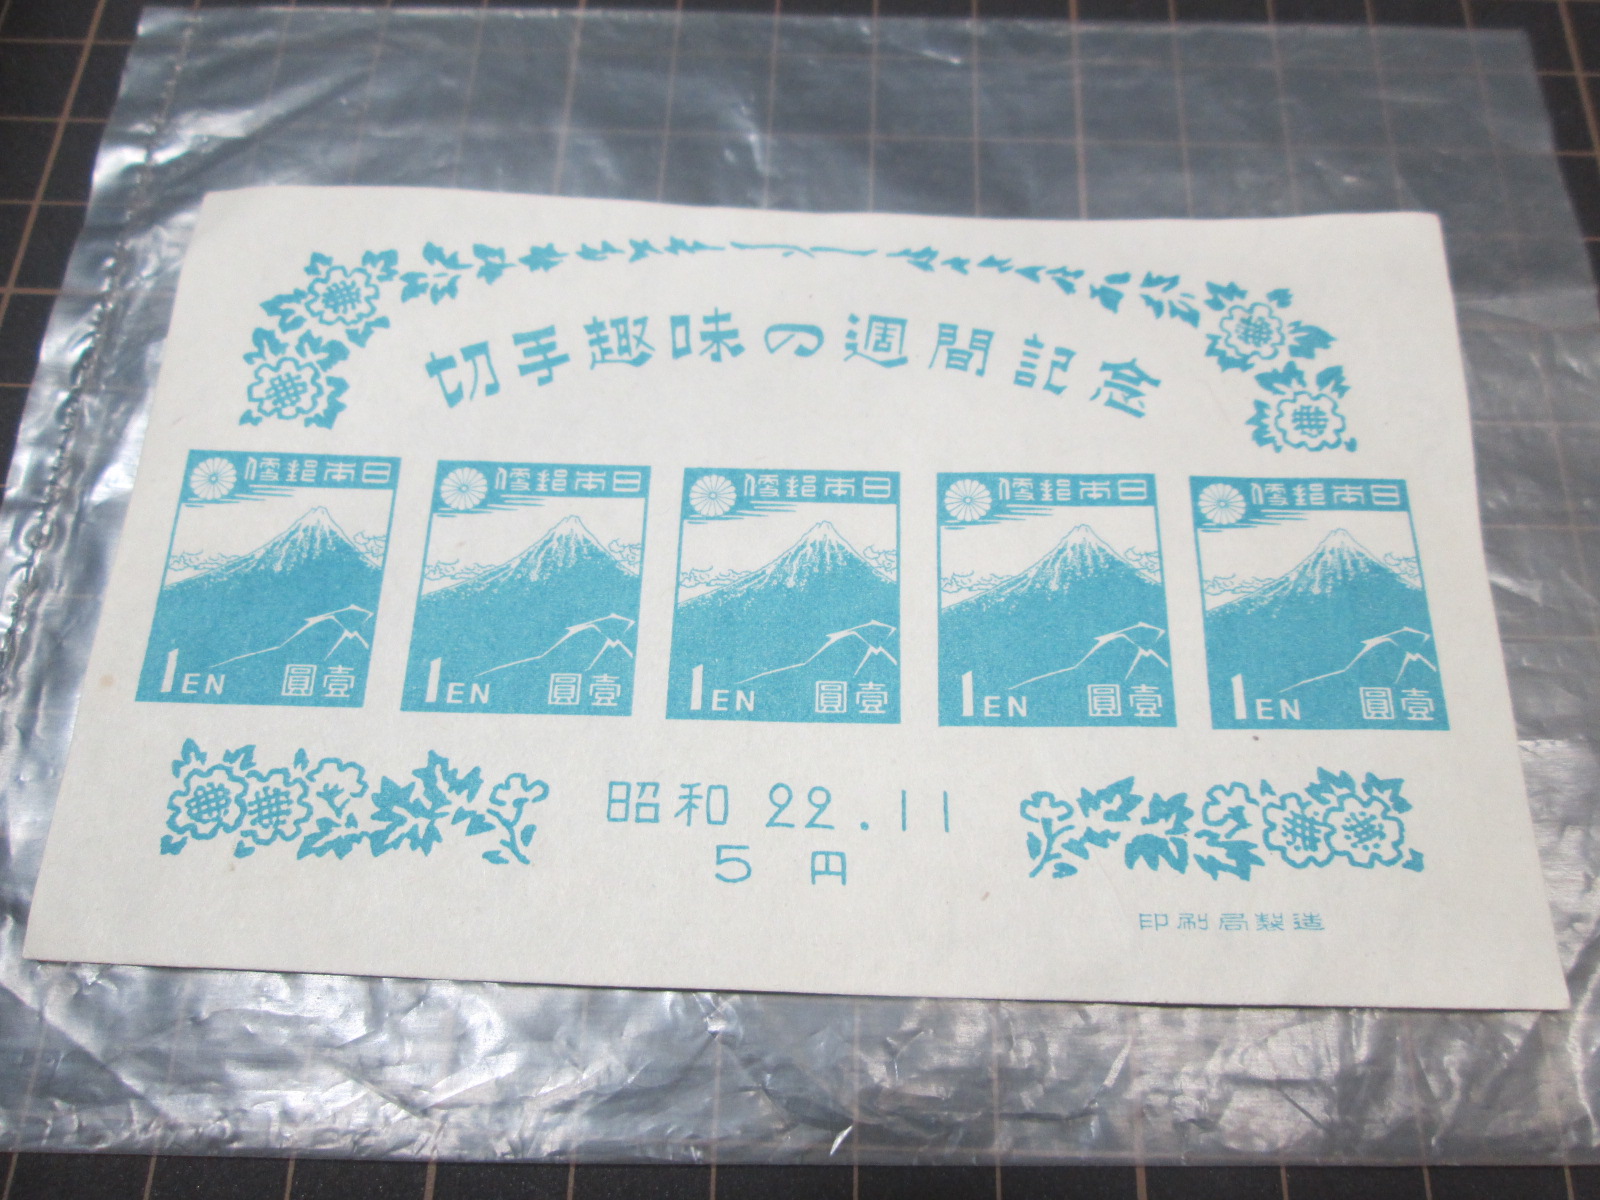 切手趣味の週間記念
便郵本日
便郵本日
便郵本日
便郵本日
便郵本日
1EN 圓壹
1EN 圓壹
1EN 圓壹
1EN 圓壹
1EN 圓壹
昭和 22.11
5 円
印刷局製造